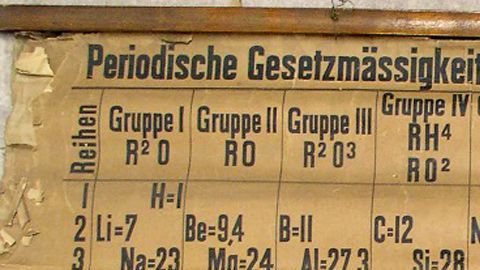 Periodische Gesetzmässigkeit
Reihen Gruppe I Gruppe II Gruppe III Gruppe IV
R² O RO R² O³ RH⁴
RO²
1 H=1
2 Li=7 Be=9,4 B=11 C=12
3 Na=23 Mg=24 Al=27,3 Si=28